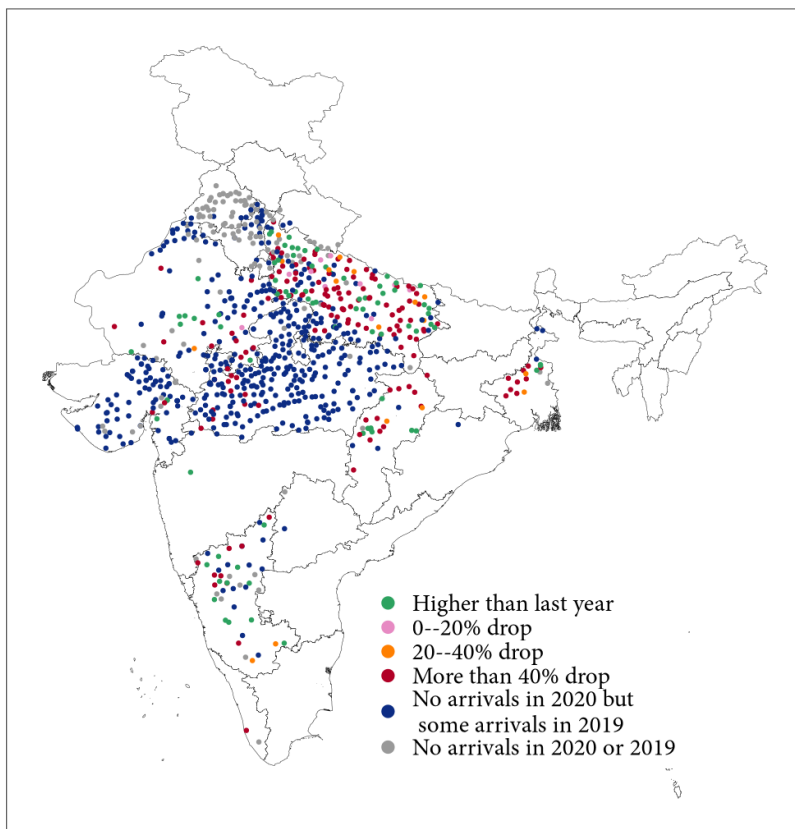 Higher than last year
0--20% drop
20--40% drop
More than 40% drop
No arrivals in 2020 but
some arrivals in 2019
No arrivals in 2020 or 2019